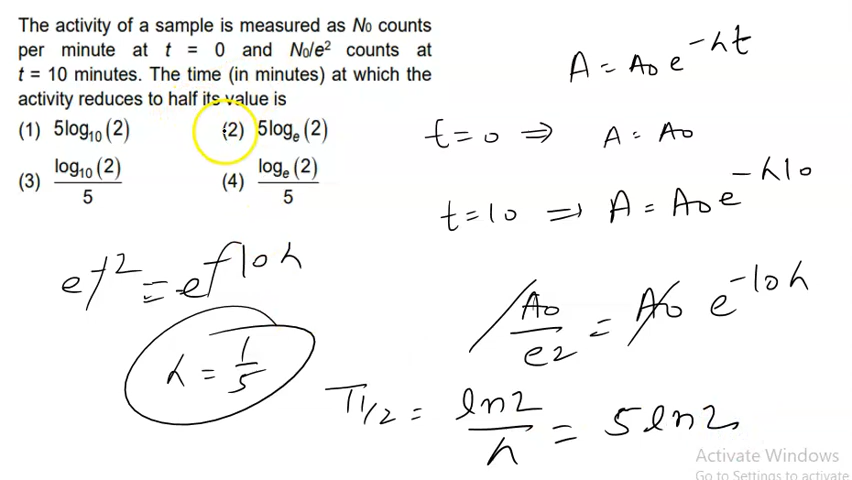 The activity of a sample is measured as N₀ counts
per minute at t = 0 and N₀/e² counts at
t = 10 minutes. The time (in minutes) at which the
activity reduces to half its value is
(1) 5log₁₀(2) (2) 5logₑ(2)
(3) log₁₀(2)/5 (4) logₑ(2)/5
A = A₀ e^{-λt}
t=0 ⇒ A = A₀
t=10 ⇒ A = A₀ e^{-λ10}
A₀/e² = A₀ e^{-10λ}
e^{-2} = e^{-10λ}
λ = 1/5
T1/2 = ln2/λ = 5 ln2
Activate Windows
Go to Settings to activate